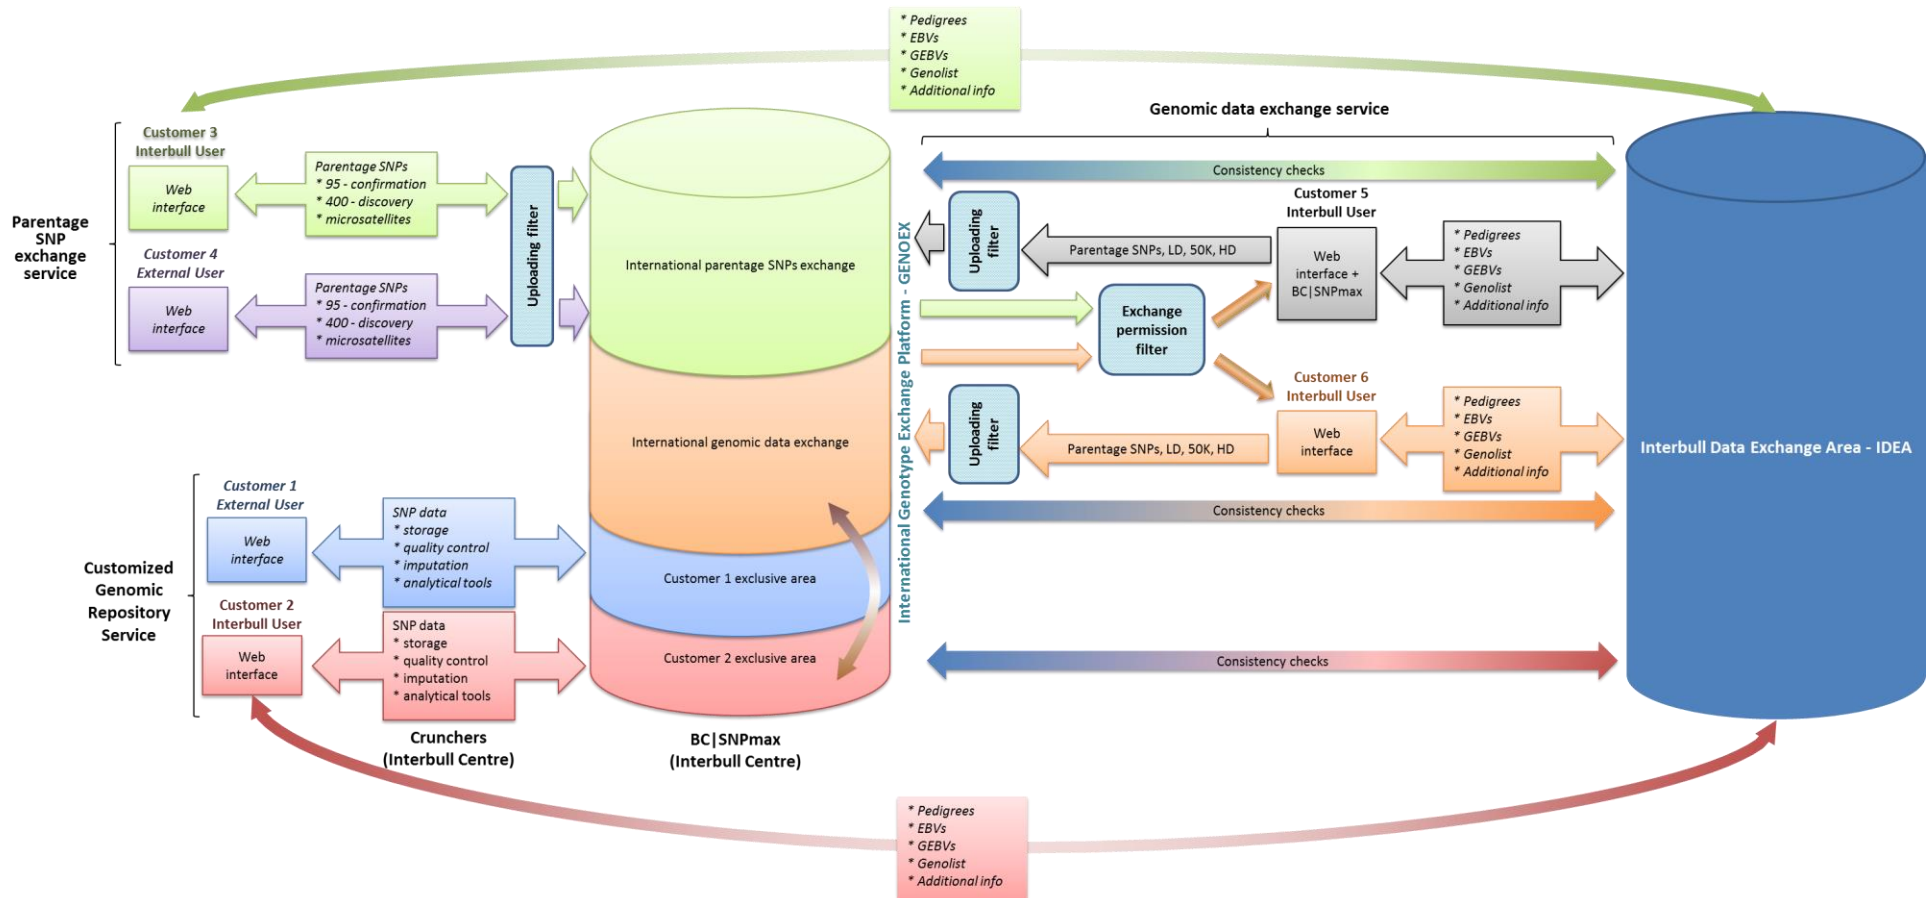 * Pedigrees
* EBVs
* GEBVs
* Genolist
* Additional info
Genomic data exchange service
Parentage
SNP
exchange
service
Customer 3
Interbull User
Web
interface
Parentage SNPs
* 95 - confirmation
* 400 - discovery
* microsatellites
Customer 4
External User
Web
interface
Parentage SNPs
* 95 - confirmation
* 400 - discovery
* microsatellites
Uploading filter
International parentage SNPs exchange
International genomic data exchange
Customer 1 exclusive area
Customer 2 exclusive area
BC|SNPmax
(Interbull Centre)
Customized
Genomic
Repository
Service
Customer 1
External User
Web
interface
SNP data
* storage
* quality control
* imputation
* analytical tools
Customer 2
Interbull User
Web
interface
SNP data
* storage
* quality control
* imputation
* analytical tools
Crunchers
(Interbull Centre)
International Genotype Exchange Platform - GENOEX
Consistency checks
Uploading
filter
Parentage SNPs, LD, 50K, HD
Customer 5
Interbull User
Web
interface +
BC|SNPmax
* Pedigrees
* EBVs
* GEBVs
* Genolist
* Additional info
Exchange
permission
filter
Uploading
filter
Parentage SNPs, LD, 50K, HD
Customer 6
Interbull User
Web
interface
* Pedigrees
* EBVs
* GEBVs
* Genolist
* Additional info
Consistency checks
Consistency checks
Interbull Data Exchange Area - IDEA
* Pedigrees
* EBVs
* GEBVs
* Genolist
* Additional info